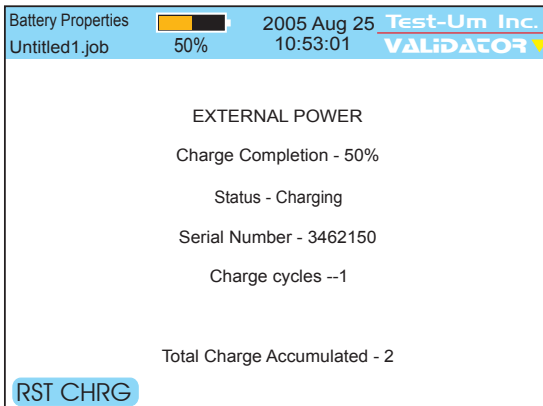 Battery Properties
2005 Aug 25
Test-Um Inc.
Untitled1.job
50%
10:53:01
VALiDATOR
EXTERNAL POWER
Charge Completion - 50%
Status - Charging
Serial Number - 3462150
Charge cycles --1
Total Charge Accumulated - 2
RST CHRG